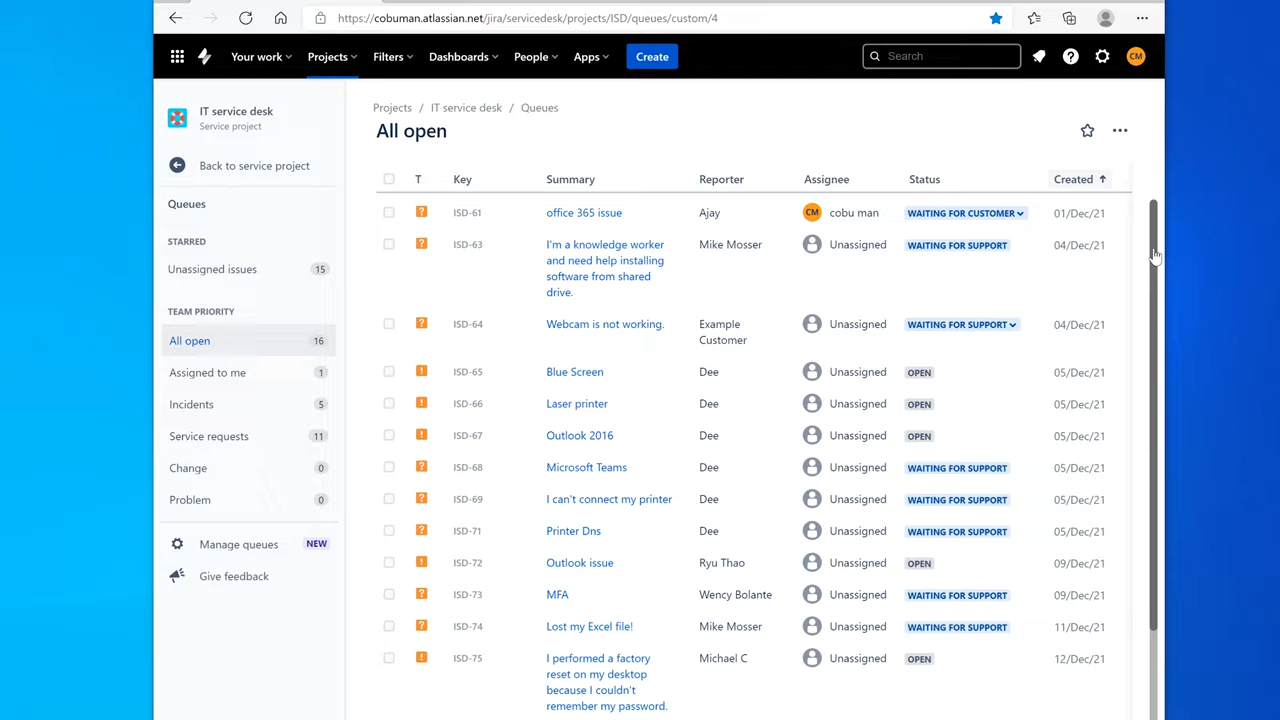 https://cobuman.atlassian.net/jira/servicedesk/projects/ISD/queues/custom/4
Your work Projects Filters Dashboards People Apps Create Search CM
IT service desk
Service project
Back to service project
Queues
STARRED
Unassigned issues 15
TEAM PRIORITY
All open 16
Assigned to me 1
Incidents 5
Service requests 11
Change 0
Problem 0
Manage queues NEW
Give feedback
Projects / IT service desk / Queues
All open
T Key Summary Reporter Assignee Status Created
ISD-61 office 365 issue Ajay CM cobu man WAITING FOR CUSTOMER 01/Dec/21
ISD-63 I'm a knowledge worker Mike Mosser Unassigned WAITING FOR SUPPORT 04/Dec/21
and need help installing
software from shared
drive.
ISD-64 Webcam is not working. Example Unassigned WAITING FOR SUPPORT 04/Dec/21
Customer
ISD-65 Blue Screen Dee Unassigned OPEN 05/Dec/21
ISD-66 Laser printer Dee Unassigned OPEN 05/Dec/21
ISD-67 Outlook 2016 Dee Unassigned OPEN 05/Dec/21
ISD-68 Microsoft Teams Dee Unassigned WAITING FOR SUPPORT 05/Dec/21
ISD-69 I can't connect my printer Dee Unassigned WAITING FOR SUPPORT 05/Dec/21
ISD-71 Printer Dns Dee Unassigned WAITING FOR SUPPORT 05/Dec/21
ISD-72 Outlook issue Ryu Thao Unassigned OPEN 09/Dec/21
ISD-73 MFA Wency Bolante Unassigned WAITING FOR SUPPORT 09/Dec/21
ISD-74 Lost my Excel file! Mike Mosser Unassigned WAITING FOR SUPPORT 11/Dec/21
ISD-75 I performed a factory Michael C Unassigned OPEN 12/Dec/21
reset on my desktop
because I couldn't
remember my password.